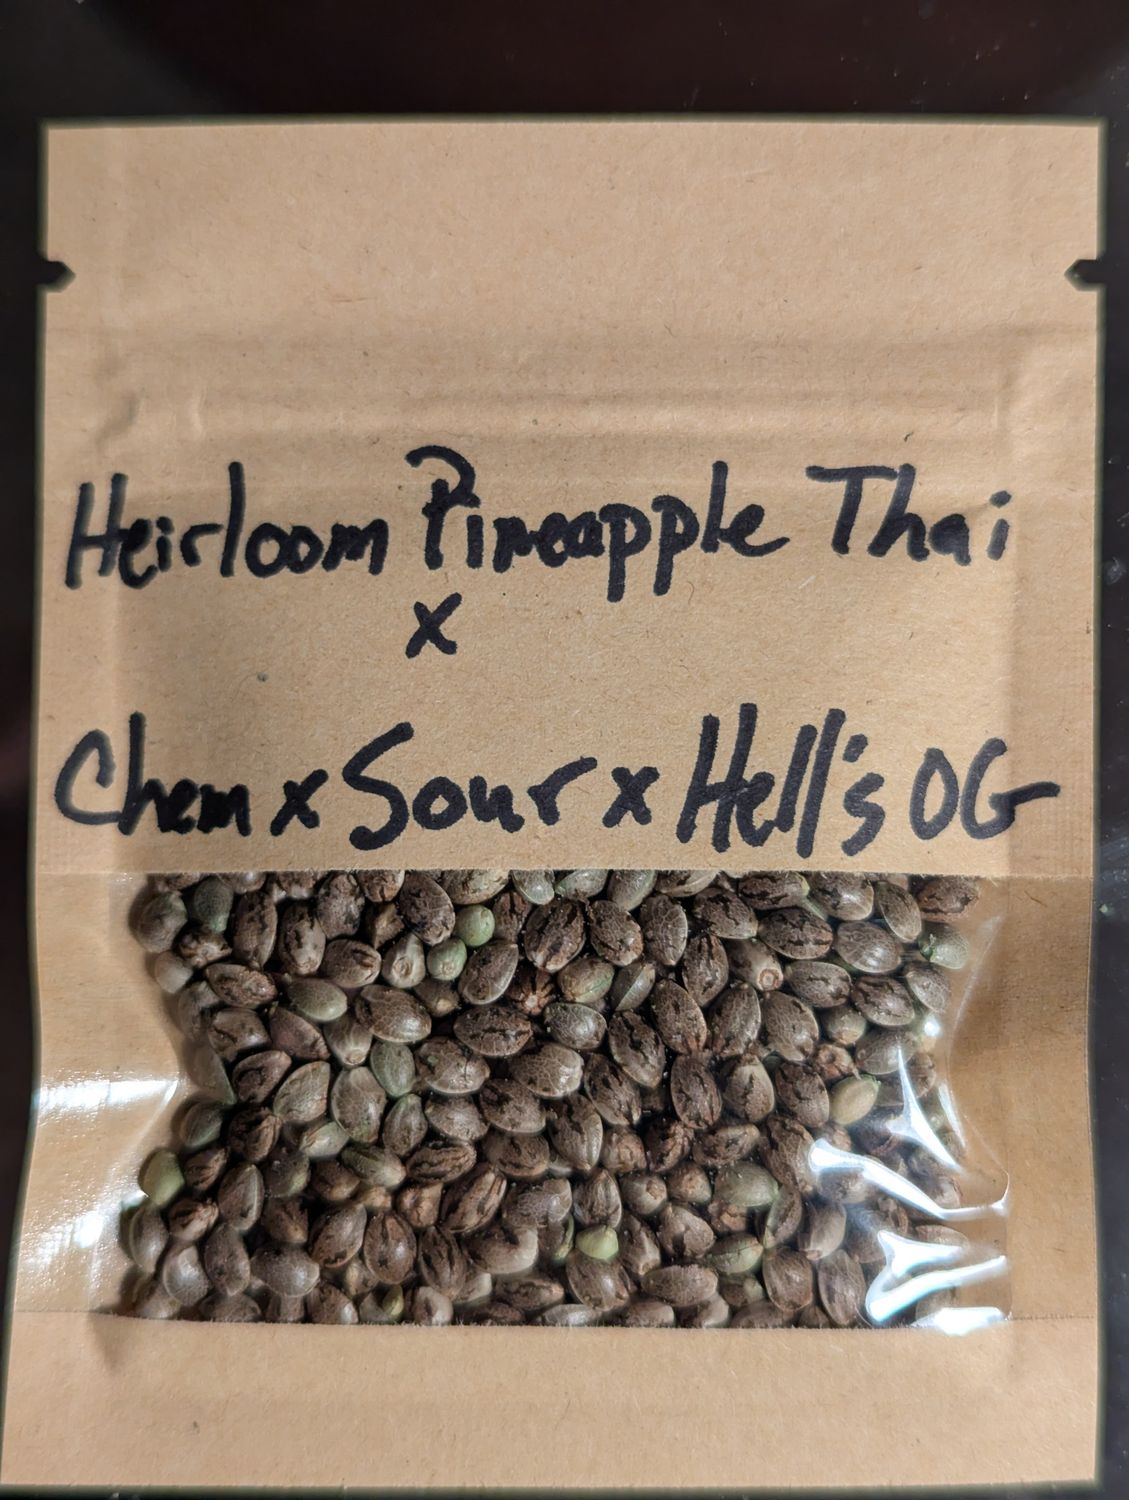 Heirloom Pineapple Thai
x
Chem x Sour x Hell's OG